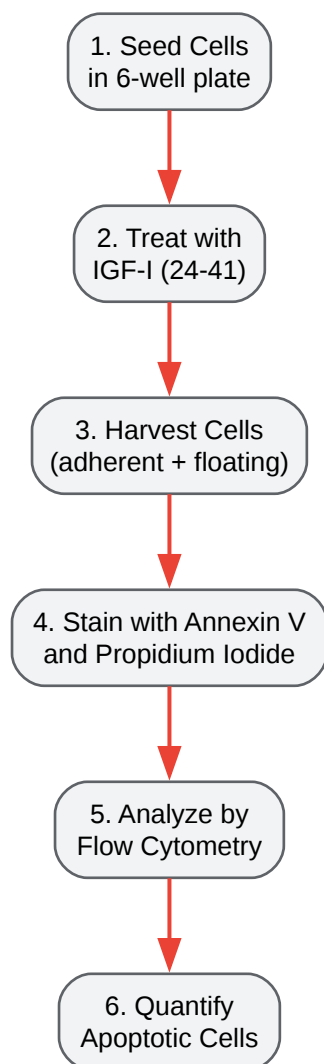 1. Seed Cells
in 6-well plate
2. Treat with
IGF-I (24-41)
3. Harvest Cells
(adherent + floating)
4. Stain with Annexin V
and Propidium Iodide
5. Analyze by
Flow Cytometry
6. Quantify
Apoptotic Cells